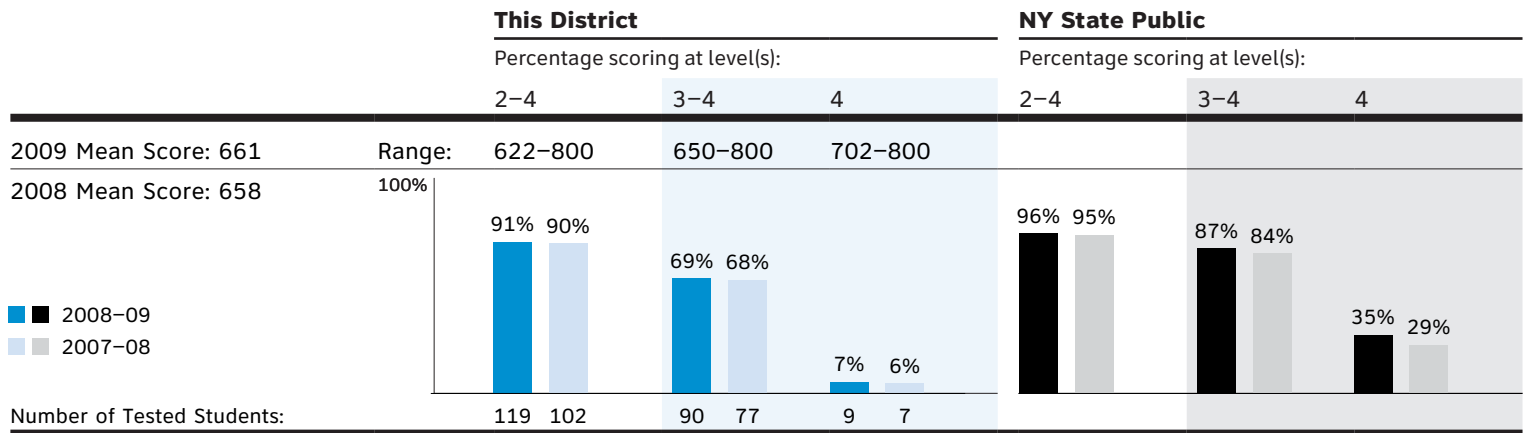 This District NY State Public
Percentage scoring at level(s): Percentage scoring at level(s):
2–4 3–4 4 2–4 3–4 4
2009 Mean Score: 661 Range: 622–800 650–800 702–800
2008 Mean Score: 658 100%
91% 90% 69% 68% 7% 6% 96% 95% 87% 84% 35% 29%
2008–09
2007–08
Number of Tested Students: 119 102 90 77 9 7